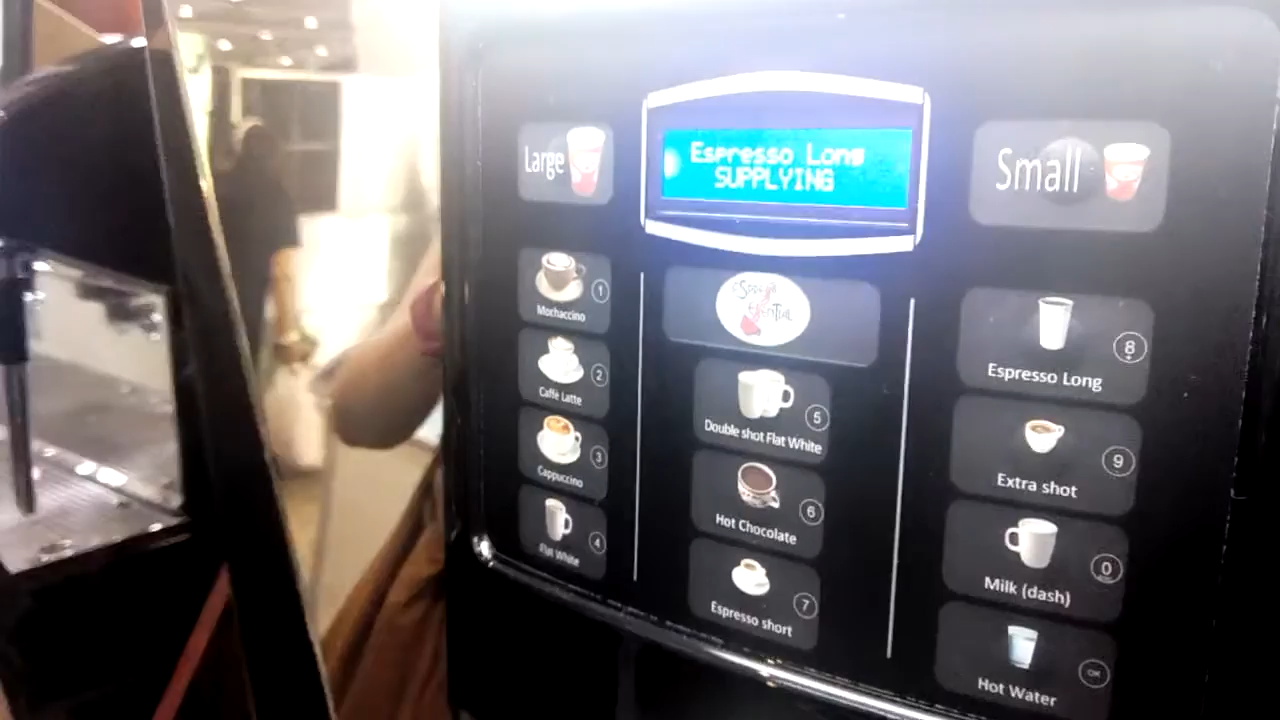 Large
Espresso Long
SUPPLYING
Small
1
Mochaccino
2
Caffè Latte
3
Cappuccino
4
Flat White
5
Double shot Flat White
6
Hot Chocolate
7
Espresso short
8
Espresso Long
9
Extra shot
0
Milk (dash)
OK
Hot Water